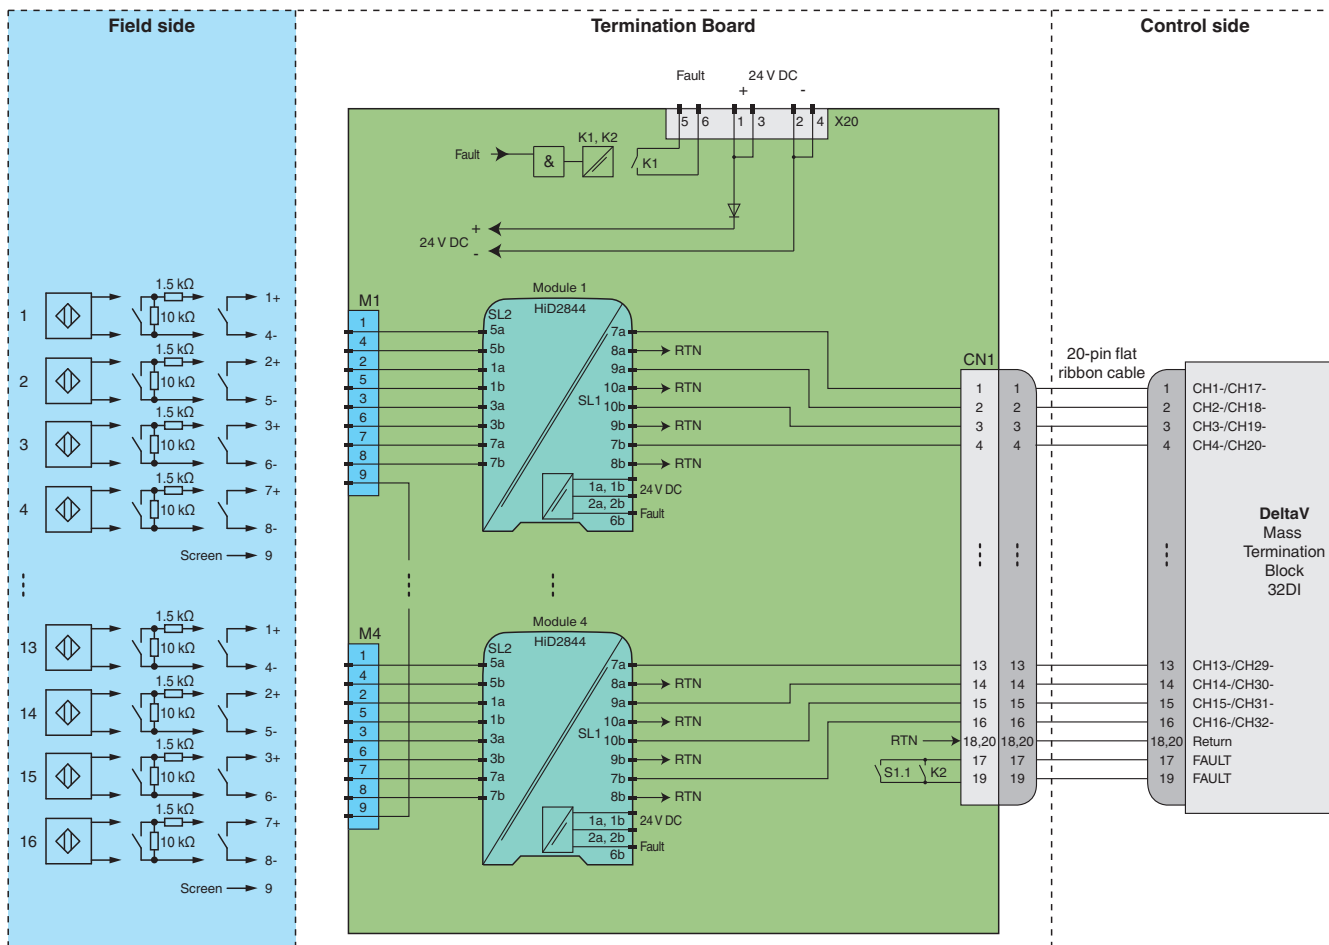 Field side
Termination Board
Control side
Fault 24 V DC
+ -
5 6 1 3 2 4 X20
K1, K2
Fault & K1
+
24 V DC
-
1 1.5 kΩ 10 kΩ 1+ 4-
2 1.5 kΩ 10 kΩ 2+ 5-
3 1.5 kΩ 10 kΩ 3+ 6-
4 1.5 kΩ 10 kΩ 7+ 8-
Screen 9
13 1.5 kΩ 10 kΩ 1+ 4-
14 1.5 kΩ 10 kΩ 2+ 5-
15 1.5 kΩ 10 kΩ 3+ 6-
16 1.5 kΩ 10 kΩ 7+ 8-
Screen 9
M1
1
4
2
5
3
6
7
8
9
Module 1
HiD2844
SL2
5a
5b
1a
1b
3a
3b
7a
7b
SL1
7a
8a RTN
9a
10a RTN
10b
9b RTN
7b
8b RTN
1a, 1b 24 V DC
2a, 2b
Fault
6b
M4
1
4
2
5
3
6
7
8
9
Module 4
HiD2844
SL2
5a
5b
1a
1b
3a
3b
7a
7b
SL1
7a
8a RTN
9a
10a RTN
10b
9b RTN
7b
8b RTN
1a, 1b 24 V DC
2a, 2b
Fault
6b
RTN
S1.1 K2
CN1
20-pin flat
ribbon cable
1 1 1 CH1-/CH17-
2 2 2 CH2-/CH18-
3 3 3 CH3-/CH19-
4 4 4 CH4-/CH20-
13 13 13 CH13-/CH29-
14 14 14 CH14-/CH30-
15 15 15 CH15-/CH31-
16 16 16 CH16-/CH32-
18,20 18,20 18,20 Return
17 17 17 FAULT
19 19 19 FAULT
DeltaV
Mass
Termination
Block
32DI